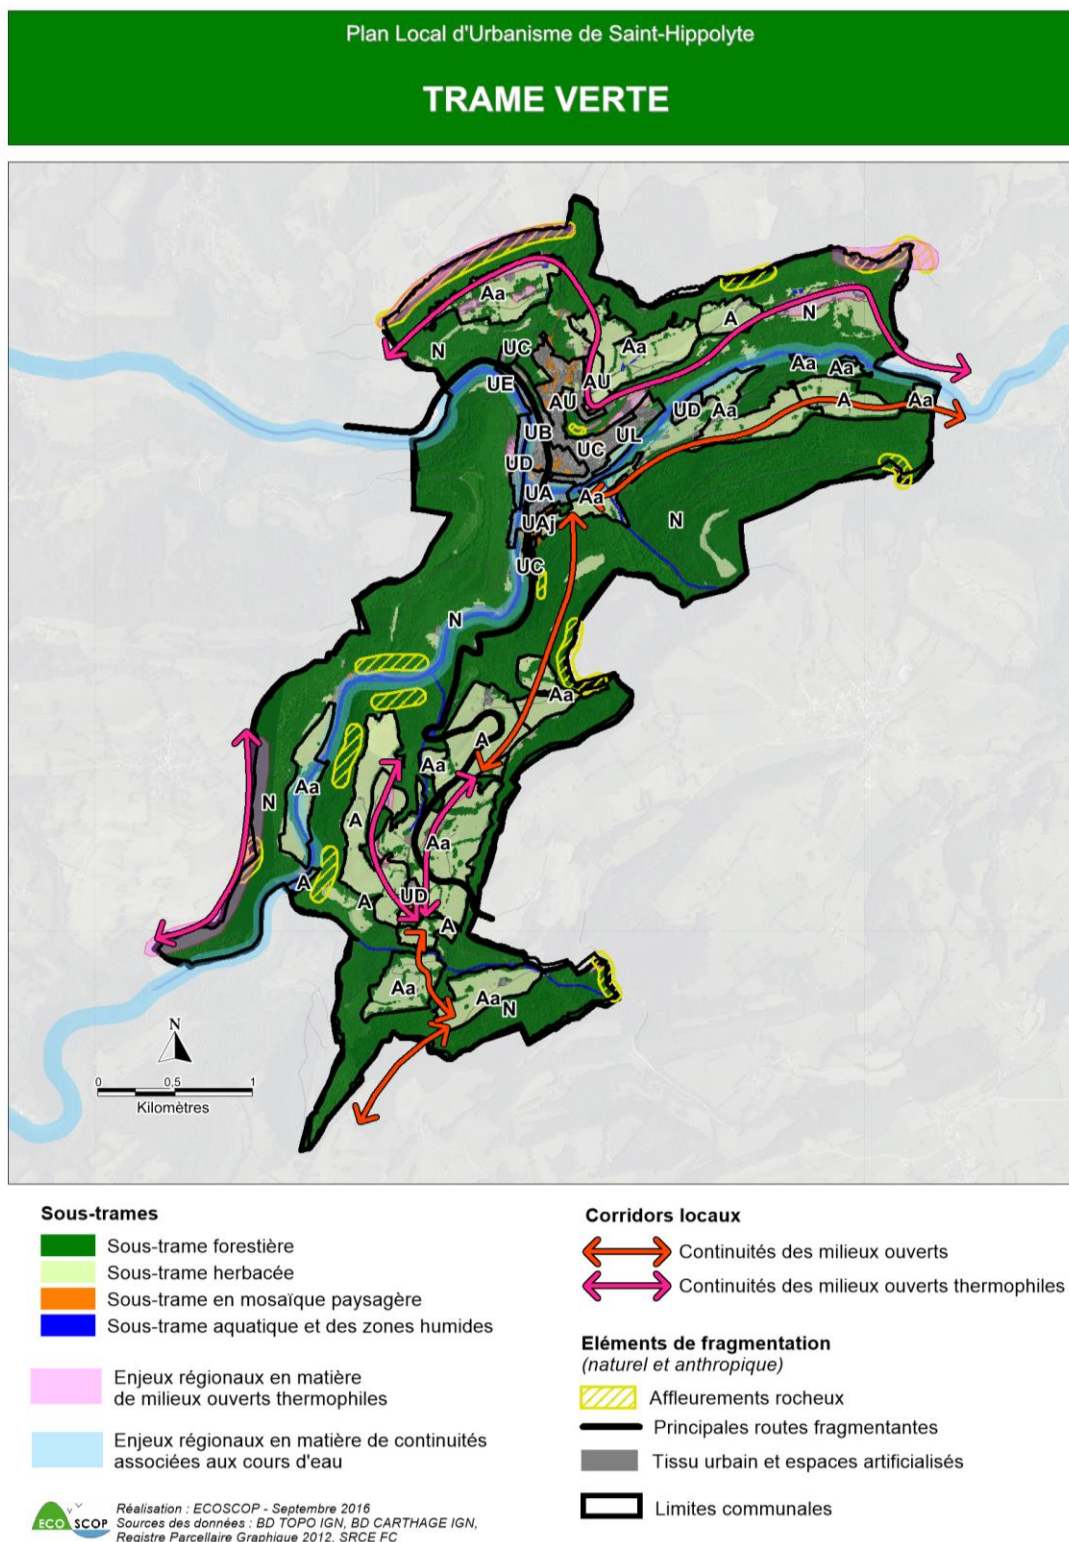 Plan Local d'Urbanisme de Saint-Hippolyte
TRAME VERTE
Aa
N
UC
UE
Aa
A
N
AU
AU
Aa
Aa
A
Aa
UD
Aa
UB
UC
UL
UD
UA
Aa
UAj
N
UC
N
Aa
A
Aa
Aa
N
A
Aa
A
UD
A
A
Aa
Aa
N
N
0 0,5 1
Kilomètres
Sous-trames
Sous-trame forestière
Sous-trame herbacée
Sous-trame en mosaïque paysagère
Sous-trame aquatique et des zones humides
Enjeux régionaux en matière
de milieux ouverts thermophiles
Enjeux régionaux en matière de continuités
associées aux cours d'eau
Corridors locaux
Continuités des milieux ouverts
Continuités des milieux ouverts thermophiles
Eléments de fragmentation
(naturel et anthropique)
Affleurements rocheux
Principales routes fragmentantes
Tissu urbain et espaces artificialisés
Limites communales
ECO SCOP
Réalisation : ECOSCOP - Septembre 2016
Sources des données : BD TOPO IGN, BD CARTHAGE IGN,
Registre Parcellaire Graphique 2012, SRCE FC